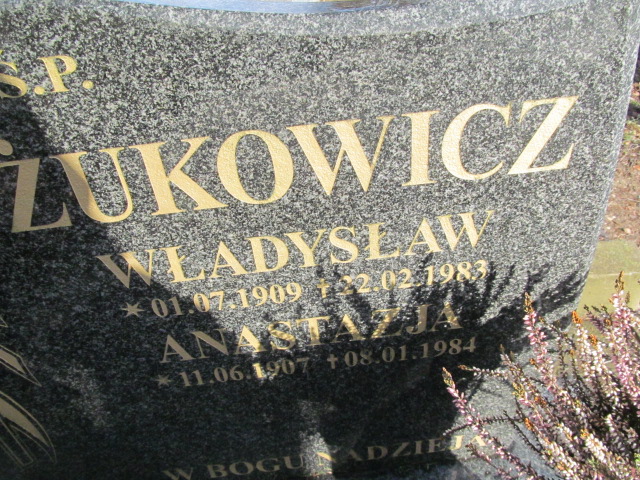 Ś.P.
ŻUKOWICZ
WŁADYSŁAW
* 01.07.1909 † 22.02.1983
ANASTAZJA
* 11.06.1907 † 08.01.1984
W BOGU NADZIEJA